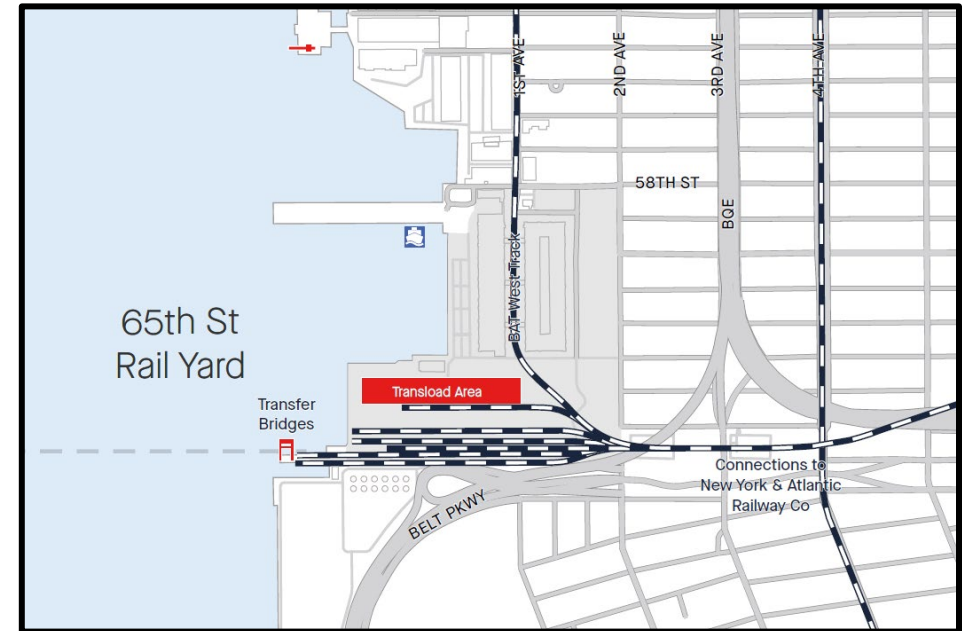 1ST AVE
2ND AVE
3RD AVE
4TH AVE
58TH ST
BQE
BAT West Track
65th St
Rail Yard
Transload Area
Transfer
Bridges
Connections to
New York & Atlantic
Railway Co
BELT PKWY